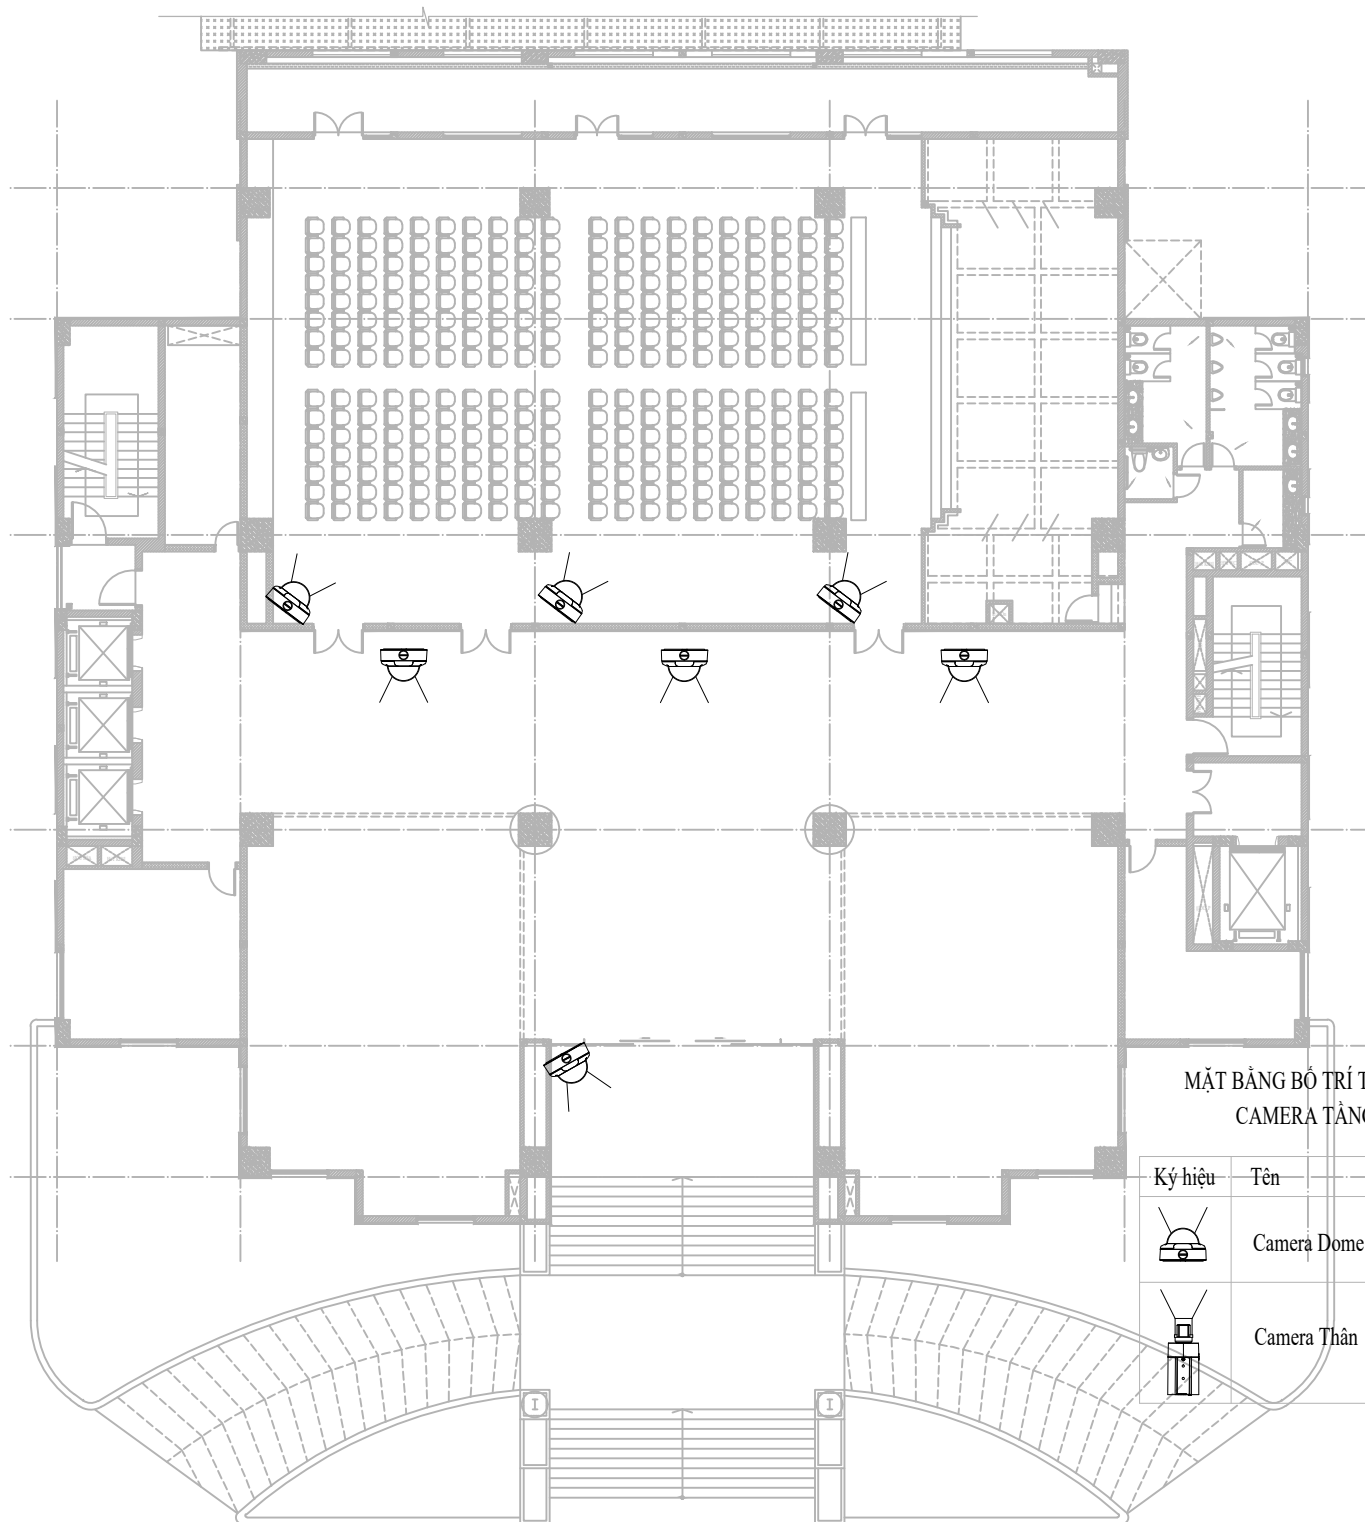 MẶT BẰNG BỐ TRÍ T
CAMERA TẦNG
Ký hiệu Tên
Camera Dome
Camera Thân
I I